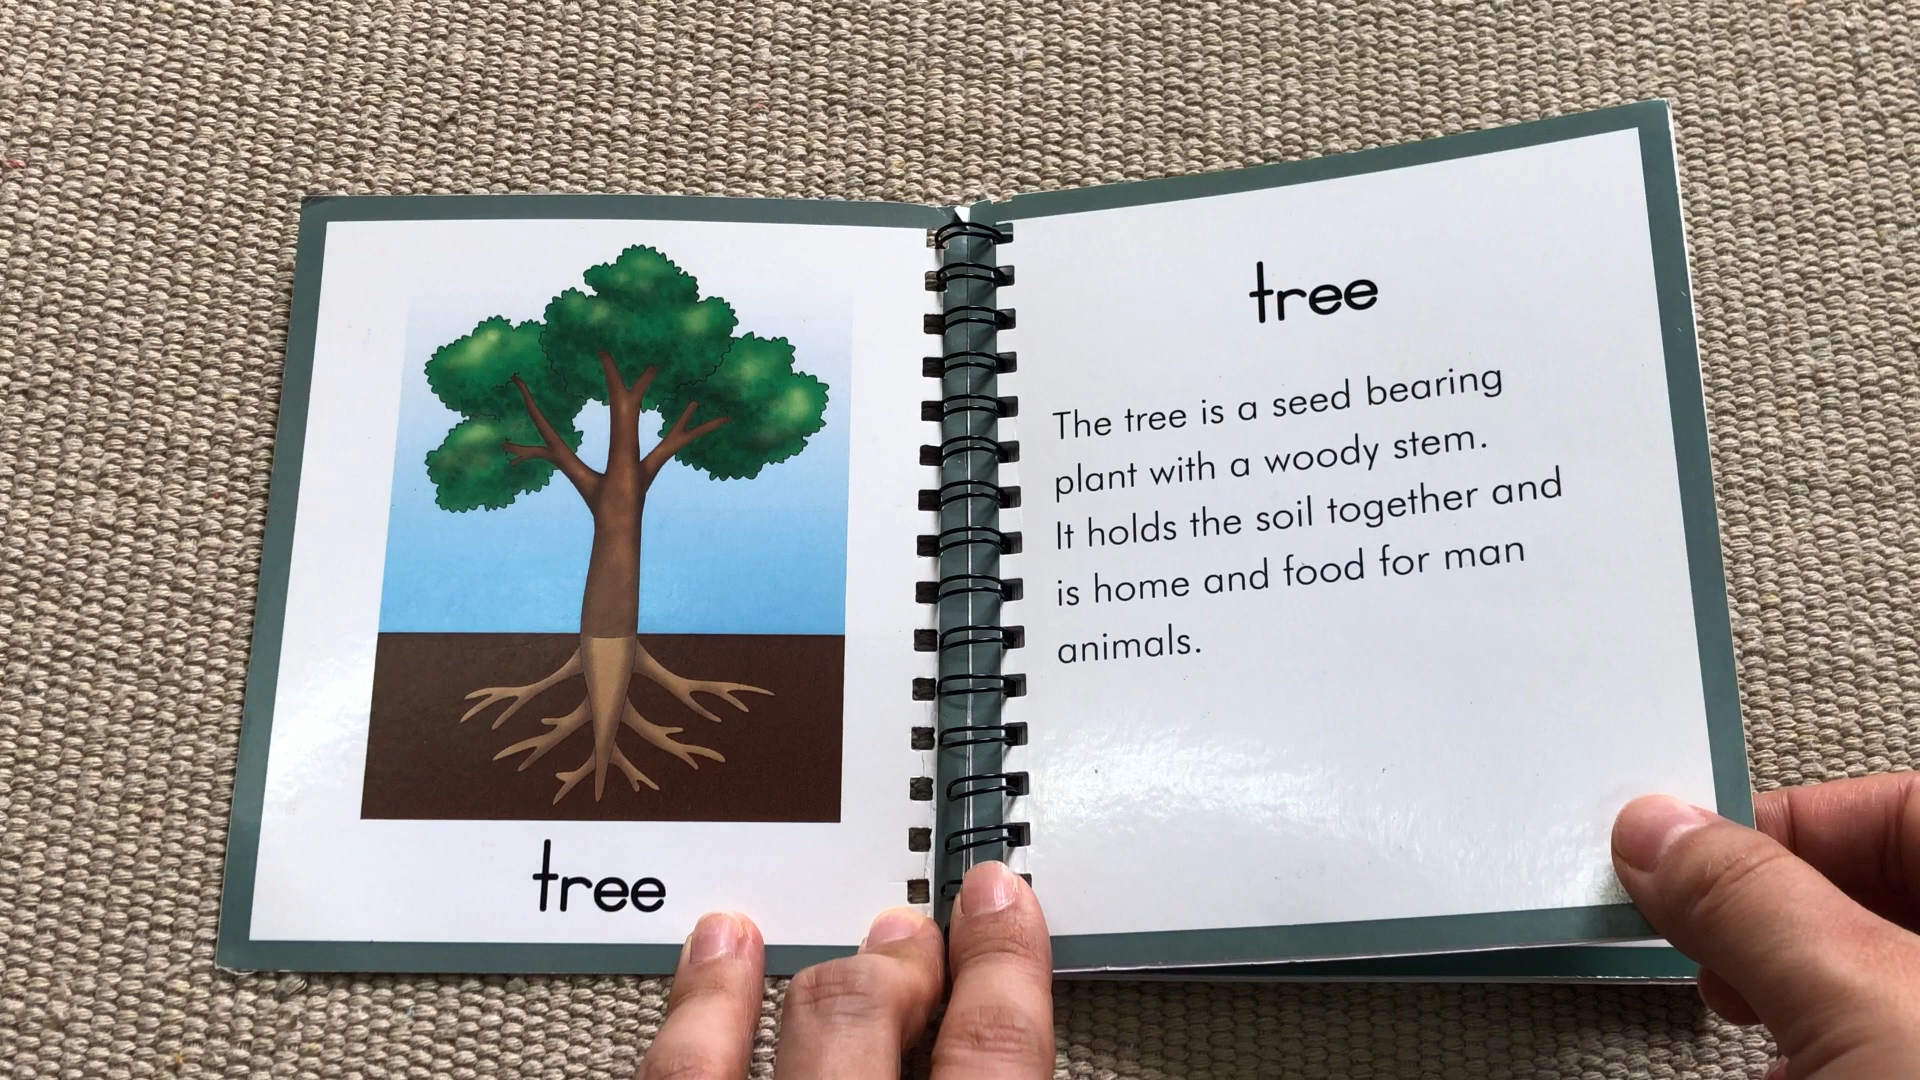 tree
tree
The tree is a seed bearing
plant with a woody stem.
It holds the soil together and
is home and food for man
animals.